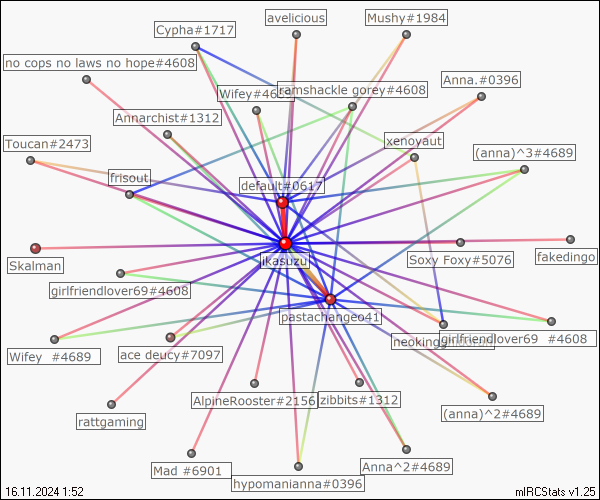 avelicious
Mushy#1984
Cypha#1717
no cops no laws no hope#4608
Wifey#4689
ramshackle gorey#4608
Anna.#0396
Annarchist#1312
Toucan#2473
xenoyaut
(anna)^3#4689
frisout
default#0617
ikasuzu
Skalman
Soxy Foxy#5076
fakedingo
girlfriendlover69#4608
pastachange641
Wifey #4689
ace deucy#7097
girlfriendlover69 #4608
AlpineRooster#2156
zibbits#1312
(anna)^2#4689
rattgaming
Mad #6901
hypomanianna#0396
Anna^2#4689
16.11.2024 1:52
mIRCStats v1.25